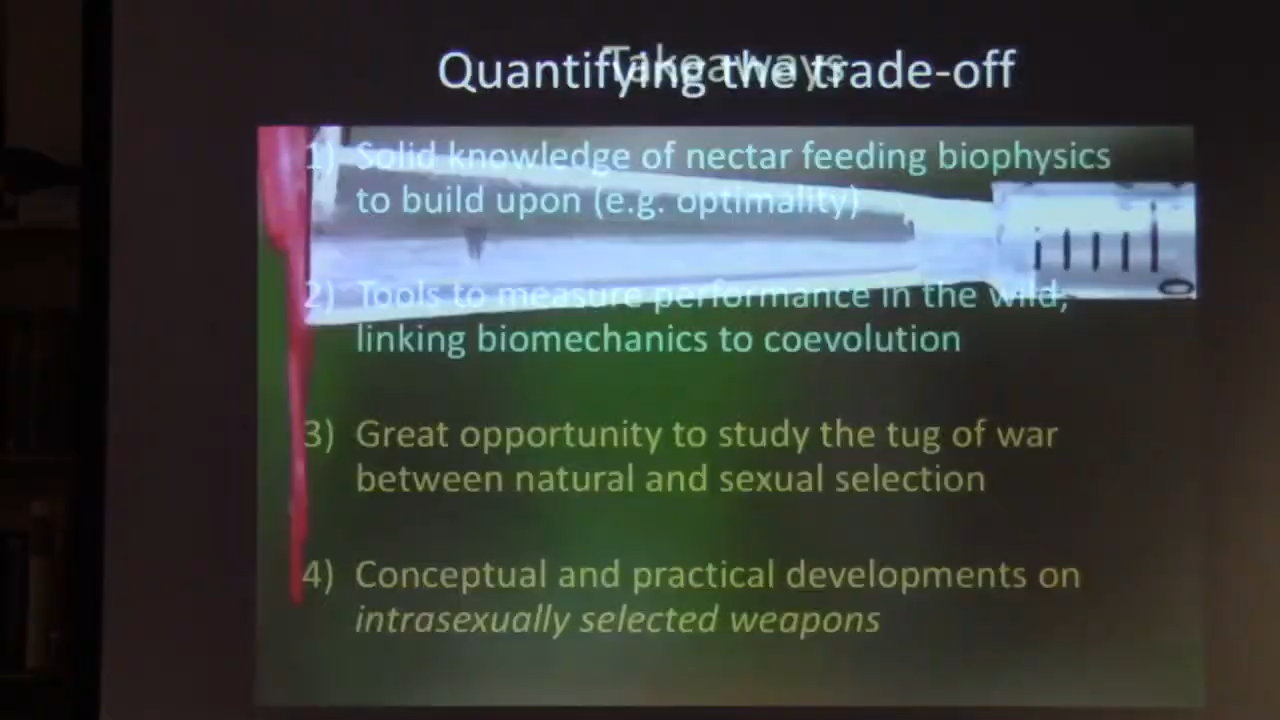 Takeaways
Quantifying the trade-off
1) Solid knowledge of nectar feeding biophysics
to build upon (e.g. optimality)
2) Tools to measure performance in the wild,
linking biomechanics to coevolution
3) Great opportunity to study the tug of war
between natural and sexual selection
4) Conceptual and practical developments on
intrasexually selected weapons
0